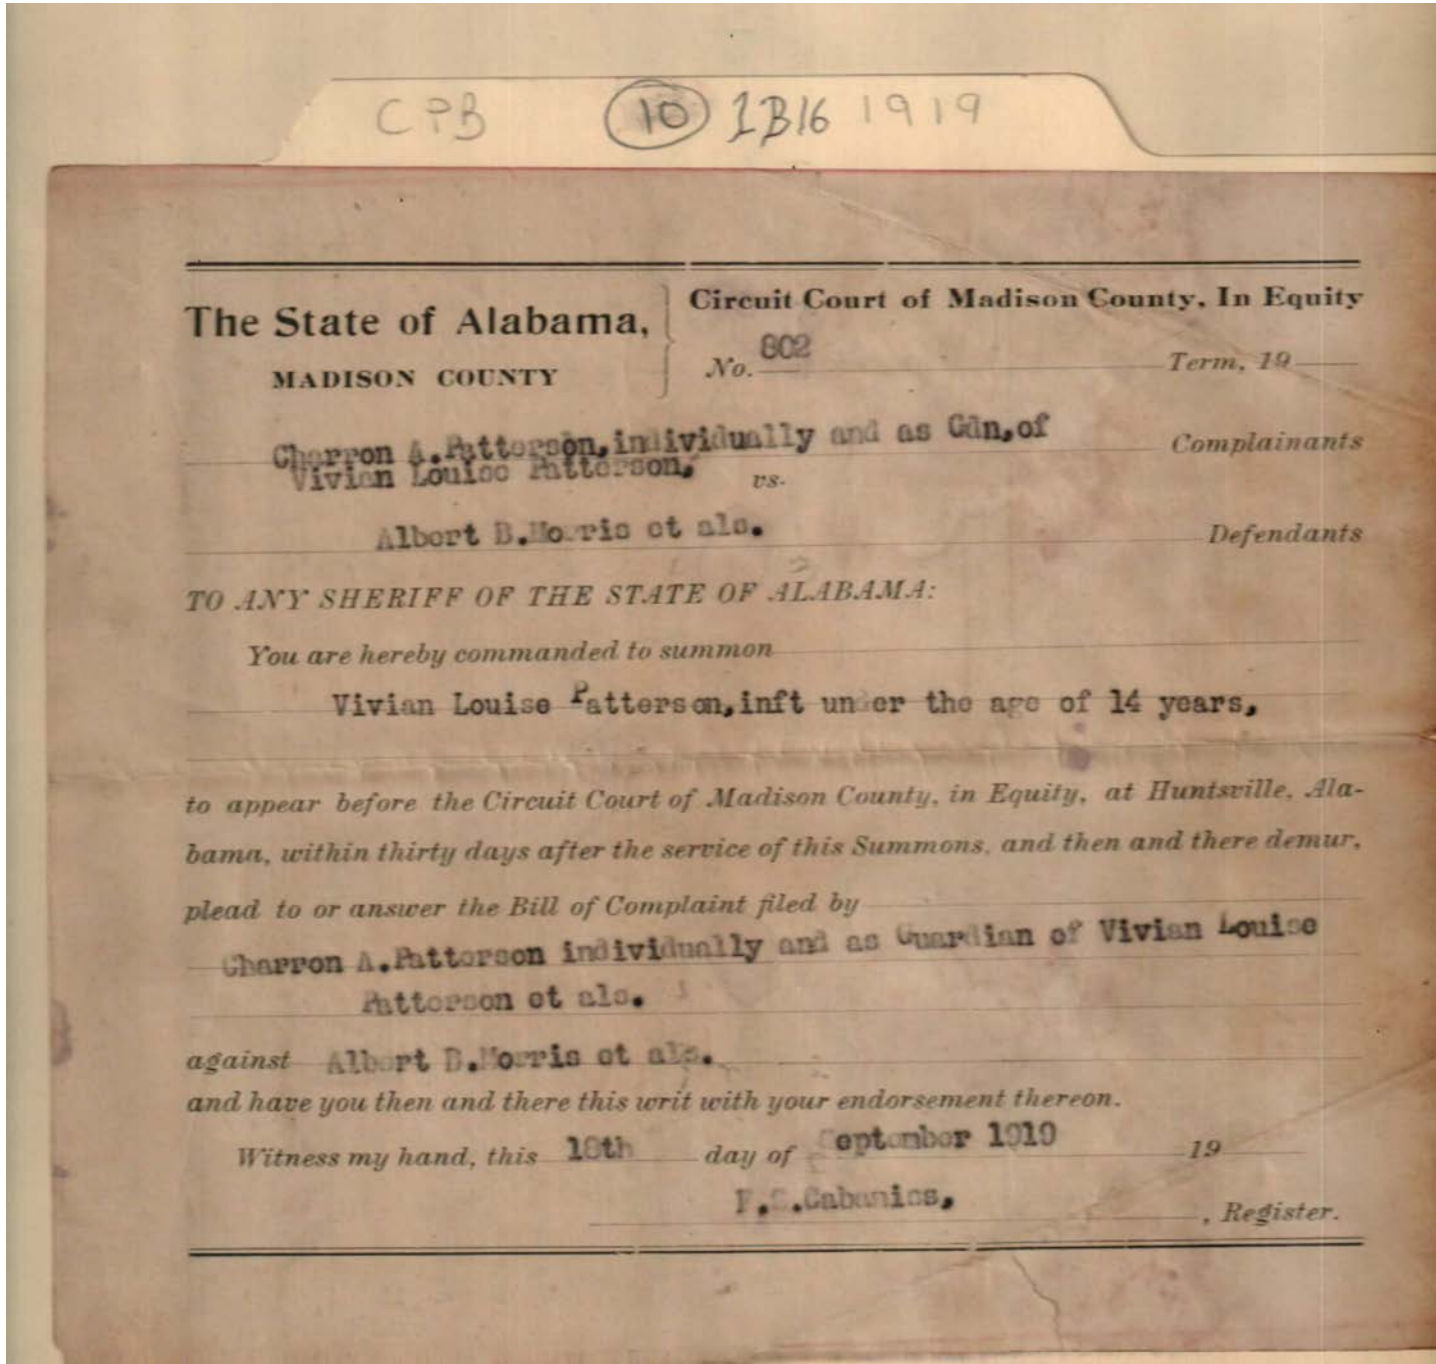 CPB 10 1B16 1919
The State of Alabama,
MADISON COUNTY
Circuit Court of Madison County, In Equity
No. 802 Term, 19
Charron A.Patterson,individually and as Gdn,of Complainants
Vivian Louise Patterson, vs.
Albert B.Morris et als. Defendants
TO ANY SHERIFF OF THE STATE OF ALABAMA:
You are hereby commanded to summon
Vivian Louise Patterson,inft under the age of 14 years,
to appear before the Circuit Court of Madison County, in Equity, at Huntsville, Ala-
bama, within thirty days after the service of this Summons, and then and there demur,
plead to or answer the Bill of Complaint filed by
Charron A.Patterson individually and as Guardian of Vivian Louise
Patterson et als.
against Albert B.Morris et als.
and have you then and there this writ with your endorsement thereon.
Witness my hand, this day of September 1919 19
Cabaniss,
, Register.